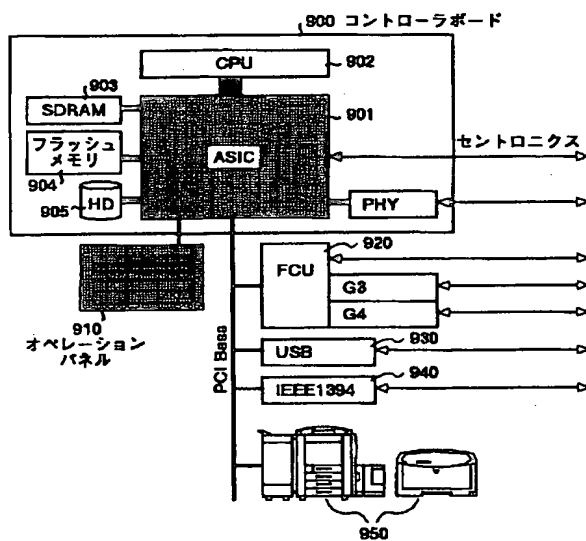 900 コントローラボード
CPU
902
903
SDRAM
901
フラッシュ
メモリ
904
ASIC
セントロニクス
905
HD
PHY
920
FCU
G3
G4
910
オペレーション
パネル
PCI Bass
930
USB
940
IEEE1394
950